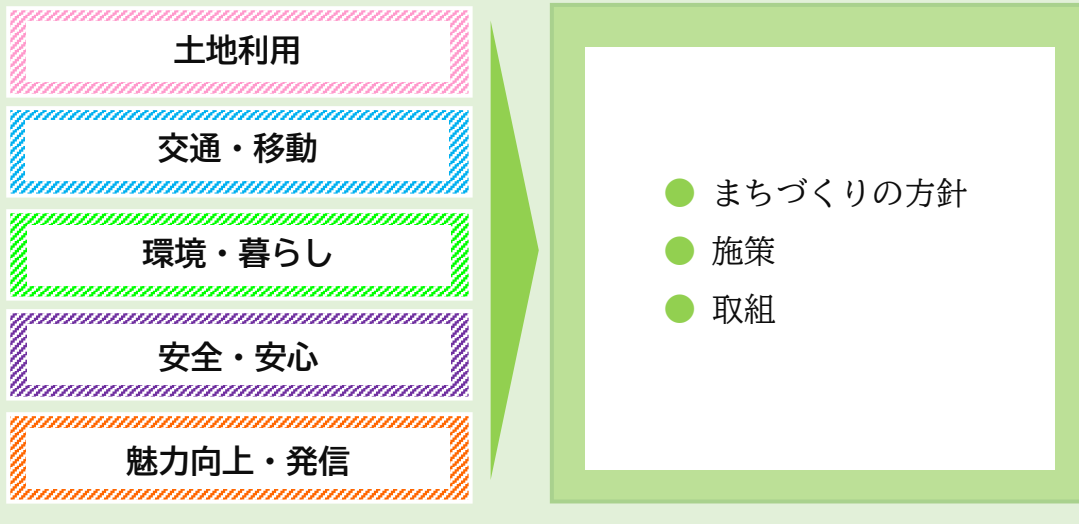 土地利用
交通・移動
環境・暮らし
安全・安心
魅力向上・発信
● まちづくりの方針
● 施策
● 取組